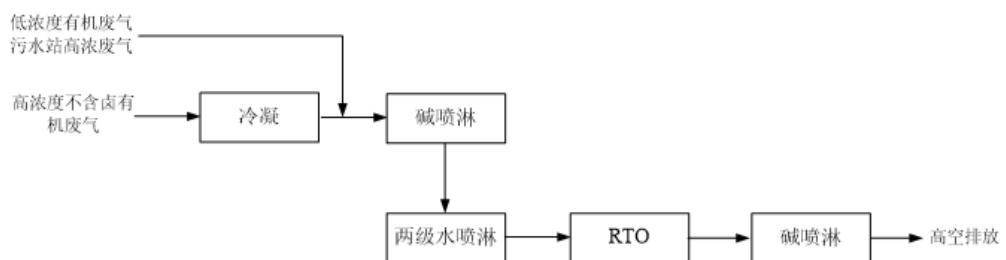 低浓度有机废气
污水站高浓废气
高浓度不含卤有
机废气
冷凝
碱喷淋
两级水喷淋
RTO
碱喷淋
高空排放